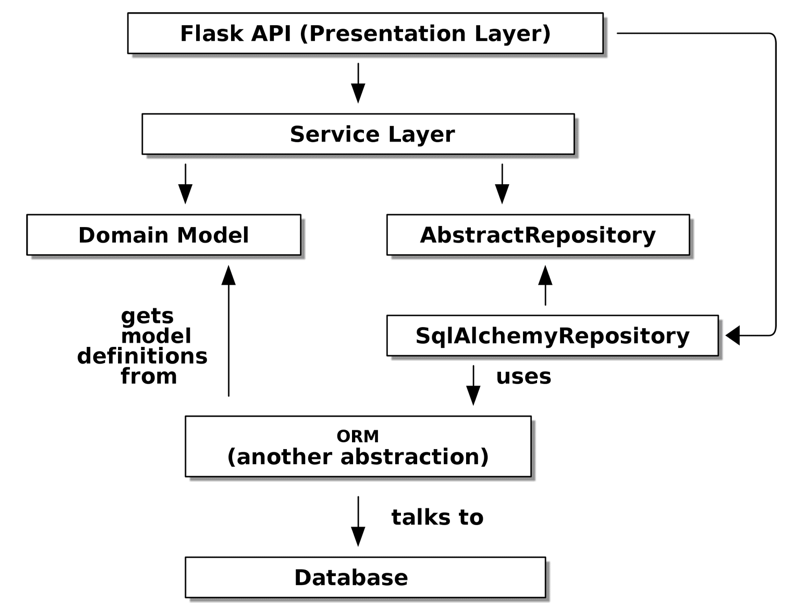 Flask API (Presentation Layer)
Service Layer
Domain Model
AbstractRepository
gets
model
definitions
from
SqlAlchemyRepository
uses
ORM
(another abstraction)
talks to
Database